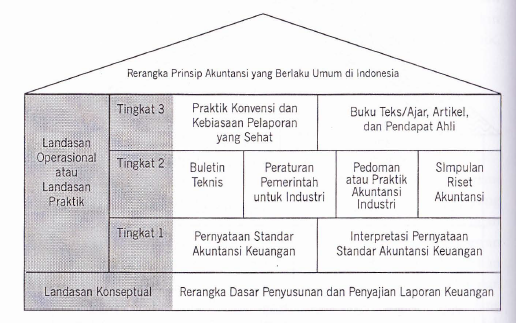 Rerangka Prinsip Akuntansi yang Berlaku Umum di Indonesia
Landasan
Operasional
atau
Landasan
Praktik
Tingkat 3
Praktik Konvensi dan
Kebiasaan Pelaporan
yang Sehat
Buku Teks/Ajar, Artikel,
dan Pendapat Ahli
Tingkat 2
Buletin
Teknis
Peraturan
Pemerintah
untuk Industri
Pedoman
atau Praktik
Akuntansi
Industri
SImpulan
Riset
Akuntansi
Tingkat 1
Pernyataan Standar
Akuntansi Keuangan
Interpretasi Pernyataan
Standar Akuntansi Keuangan
Landasan Konseptual
Rerangka Dasar Penyusunan dan Penyajian Laporan Keuangan